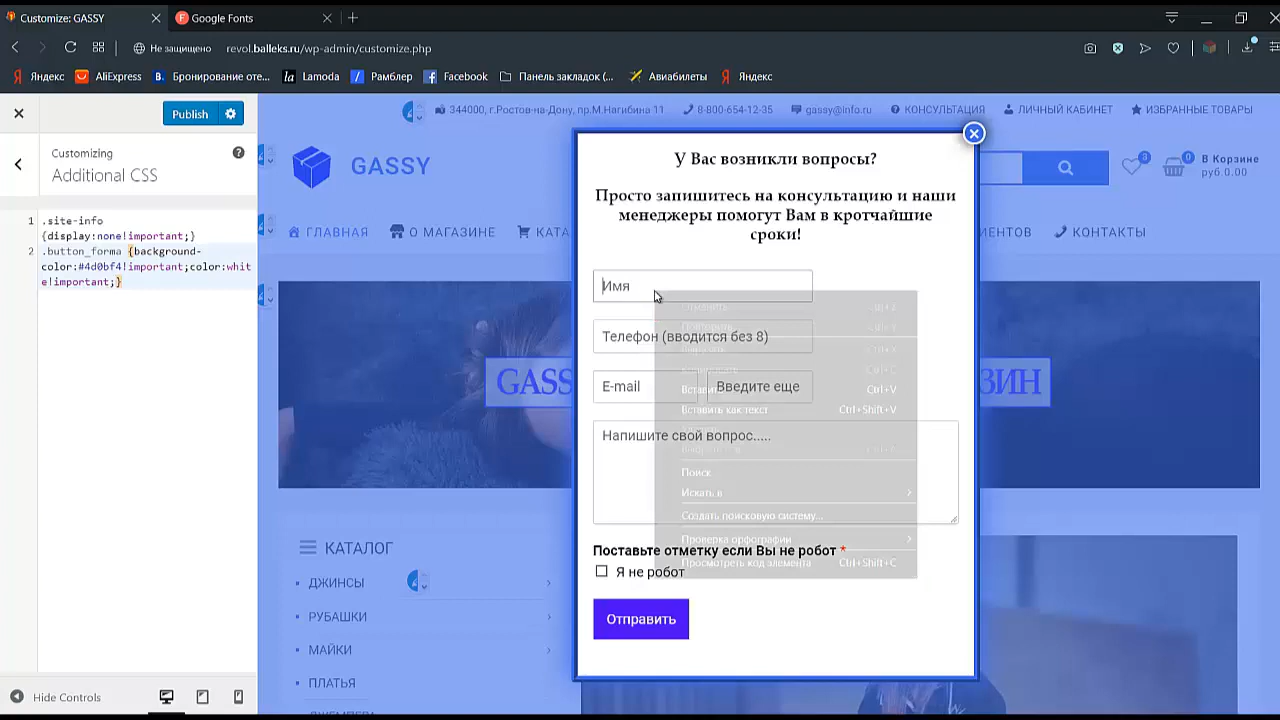 Customize: GASSY
Google Fonts
Не защищено
revol.balleks.ru/wp-admin/customize.php
Яндекс
AliExpress
Бронирование оте...
Lamoda
Рамблер
Facebook
Панель закладок (...
Авиабилеты
Яндекс
Publish
Customizing
Additional CSS
1 .site-info
{display:none!important;}
2 .button_forma {background-
color:#4d0bf4!important;color:whit
e!important;}
Hide Controls
344000, г.Ростов-на-Дону, пр.М.Нагибина 11
8-800-654-12-35
gassy@info.ru
КОНСУЛЬТАЦИЯ
ЛИЧНЫЙ КАБИНЕТ
ИЗБРАННЫЕ ТОВАРЫ
GASSY
3
0
В Корзине
руб.0.00
ГЛАВНАЯ
О МАГАЗИНЕ
КАТА
ИЕНТОВ
КОНТАКТЫ
GASS
ЗИН
У Вас возникли вопросы?
Просто запишитесь на консультацию и наши
менеджеры помогут Вам в кротчайшие
сроки!
Имя
Телефон (вводится без 8)
E-mail
Введите еще
Напишите свой вопрос.....
Ctrl+V
Вставить как текст
Ctrl+Shift+V
Поиск
Искать в
Создать поисковую систему...
Проверка орфографии
Просмотреть код элемента
Ctrl+Shift+C
Поставьте отметку если Вы не робот *
Я не робот
Отправить
КАТАЛОГ
ДЖИНСЫ
РУБАШКИ
МАЙКИ
ПЛАТЬЯ